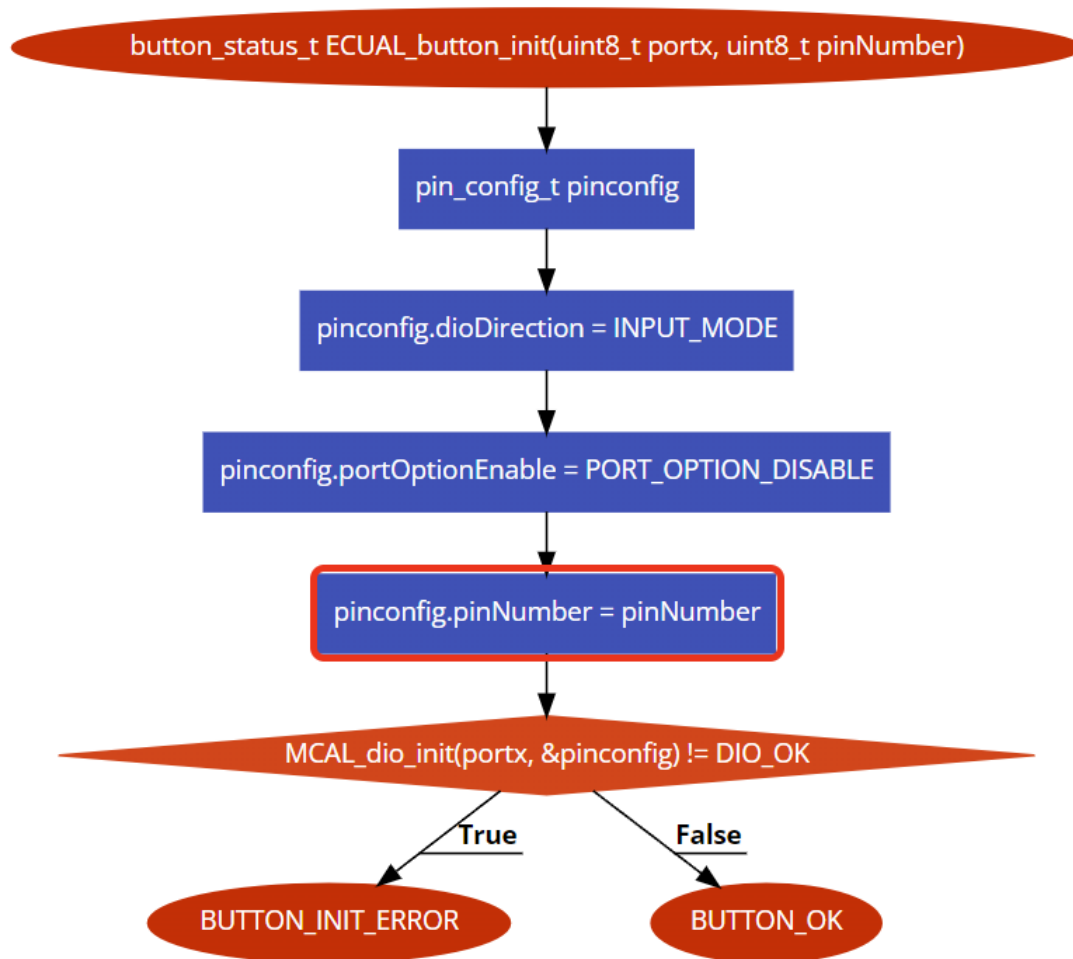 button_status_t ECUAL_button_init(uint8_t portx, uint8_t pinNumber)
pin_config_t pinconfig
pinconfig.dioDirection = INPUT_MODE
pinconfig.portOptionEnable = PORT_OPTION_DISABLE
pinconfig.pinNumber = pinNumber
MCAL_dio_init(portx, &pinconfig) != DIO_OK
True
False
BUTTON_INIT_ERROR
BUTTON_OK